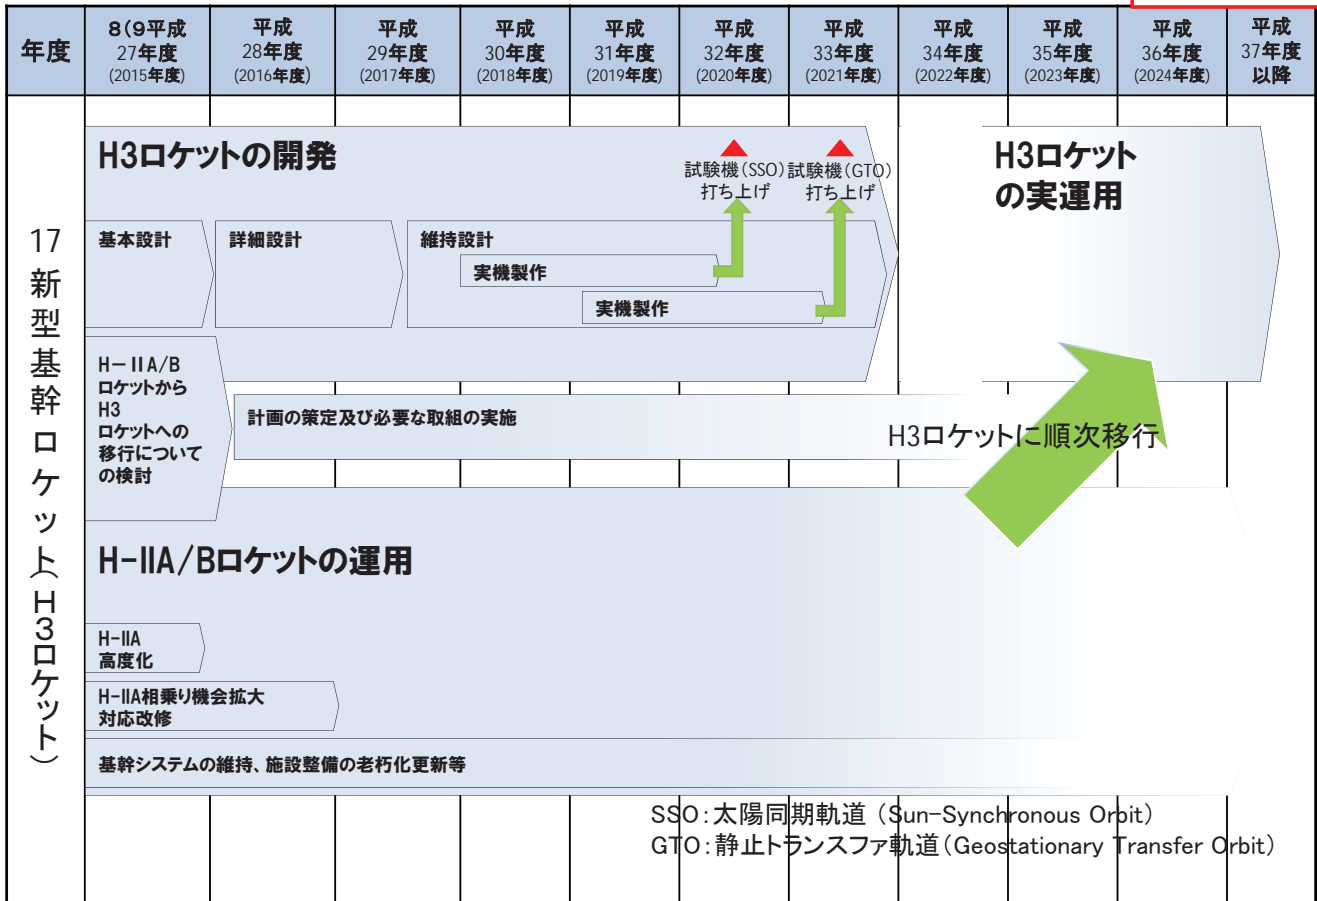 年度
8(9平成
27年度
(2015年度)
平成
28年度
(2016年度)
平成
29年度
(2017年度)
平成
30年度
(2018年度)
平成
31年度
(2019年度)
平成
32年度
(2020年度)
平成
33年度
(2021年度)
平成
34年度
(2022年度)
平成
35年度
(2023年度)
平成
36年度
(2024年度)
平成
37年度
以降
17新型基幹ロケット(H3ロケット)
H3ロケットの開発
試験機(SSO)
打ち上げ
試験機(GTO)
打ち上げ
H3ロケット
の実運用
基本設計
詳細設計
維持設計
実機製作
実機製作
H-IIA/B
ロケットから
H3
ロケットへの
移行について
の検討
計画の策定及び必要な取組の実施
H3ロケットに順次移行
H-IIA/Bロケットの運用
H-IIA
高度化
H-IIA相乗り機会拡大
対応改修
基幹システムの維持、施設整備の老朽化更新等
SSO:太陽同期軌道 (Sun-Synchronous Orbit)
GTO:静止トランスファ軌道(Geostationary Transfer Orbit)